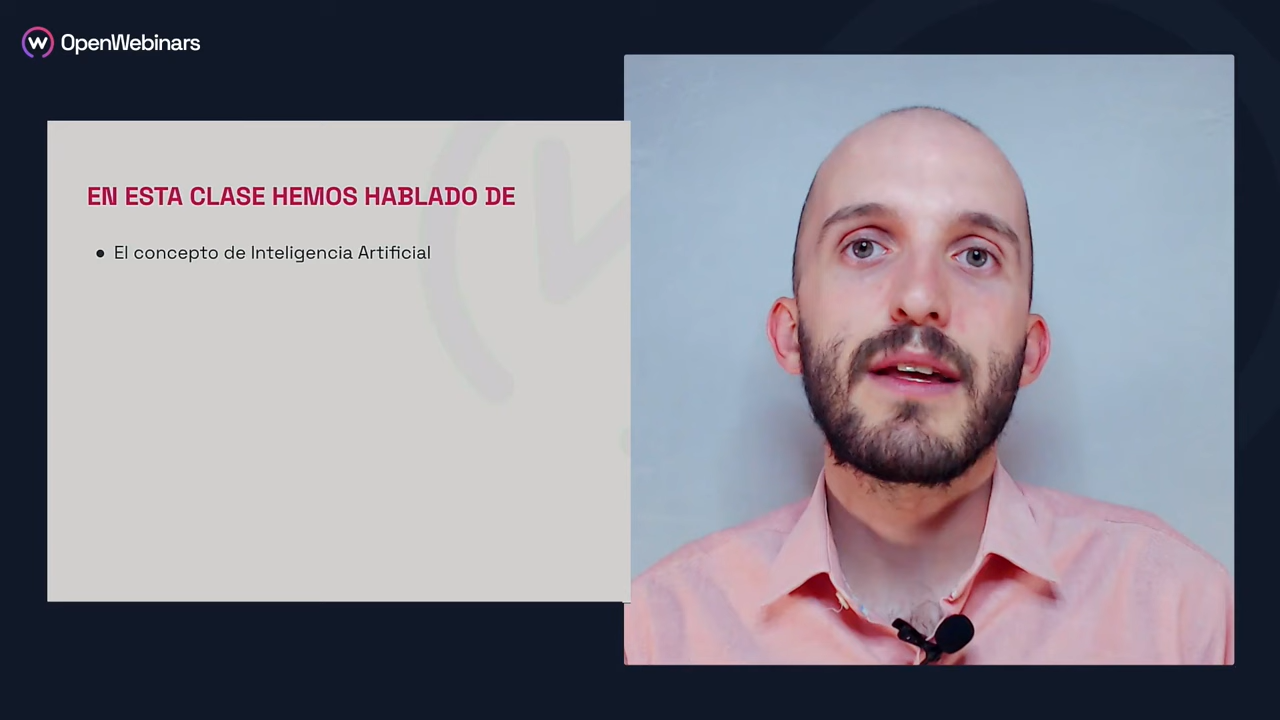 OpenWebinars
EN ESTA CLASE HEMOS HABLADO DE
● El concepto de Inteligencia Artificial